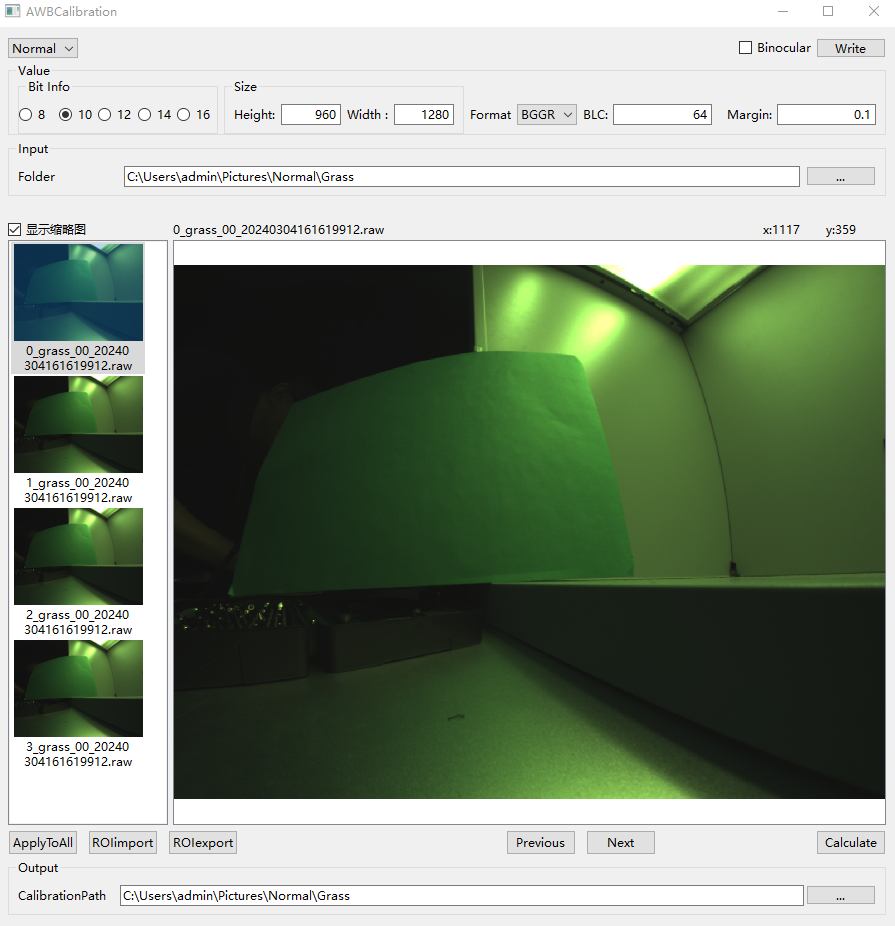 AWBCalibration
Normal
Binocular
Write
Value
Bit Info
Size
8 10 12 14 16
Height: 960 Width : 1280
Format BGGR BLC: 64 Margin: 0.1
Input
Folder C:\Users\admin\Pictures\Normal\Grass ...
显示缩略图
0_grass_00_20240304161619912.raw
x:1117 y:359
0_grass_00_20240
304161619912.raw
1_grass_00_20240
304161619912.raw
2_grass_00_20240
304161619912.raw
3_grass_00_20240
304161619912.raw
ApplyToAll ROIimport ROIexport Previous Next Calculate
Output
CalibrationPath C:\Users\admin\Pictures\Normal\Grass ...